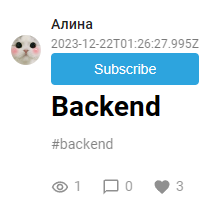 Алина
2023-12-22T01:26:27.995Z
Subscribe
Backend
#backend
1 0 3